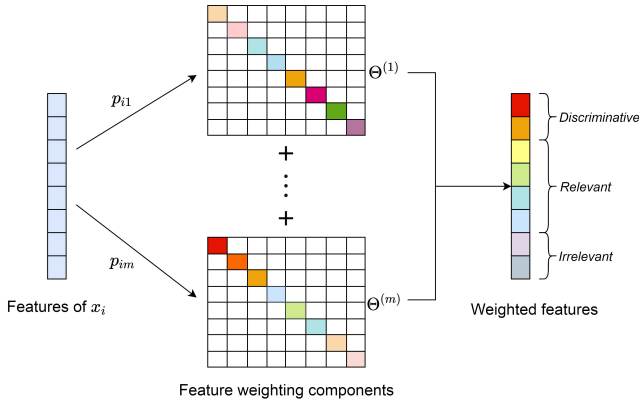 p_{i1}
Θ^{(1)}
+
⋮
+
p_{im}
Θ^{(m)}
Features of x_i
Feature weighting components
Discriminative
Relevant
Irrelevant
Weighted features